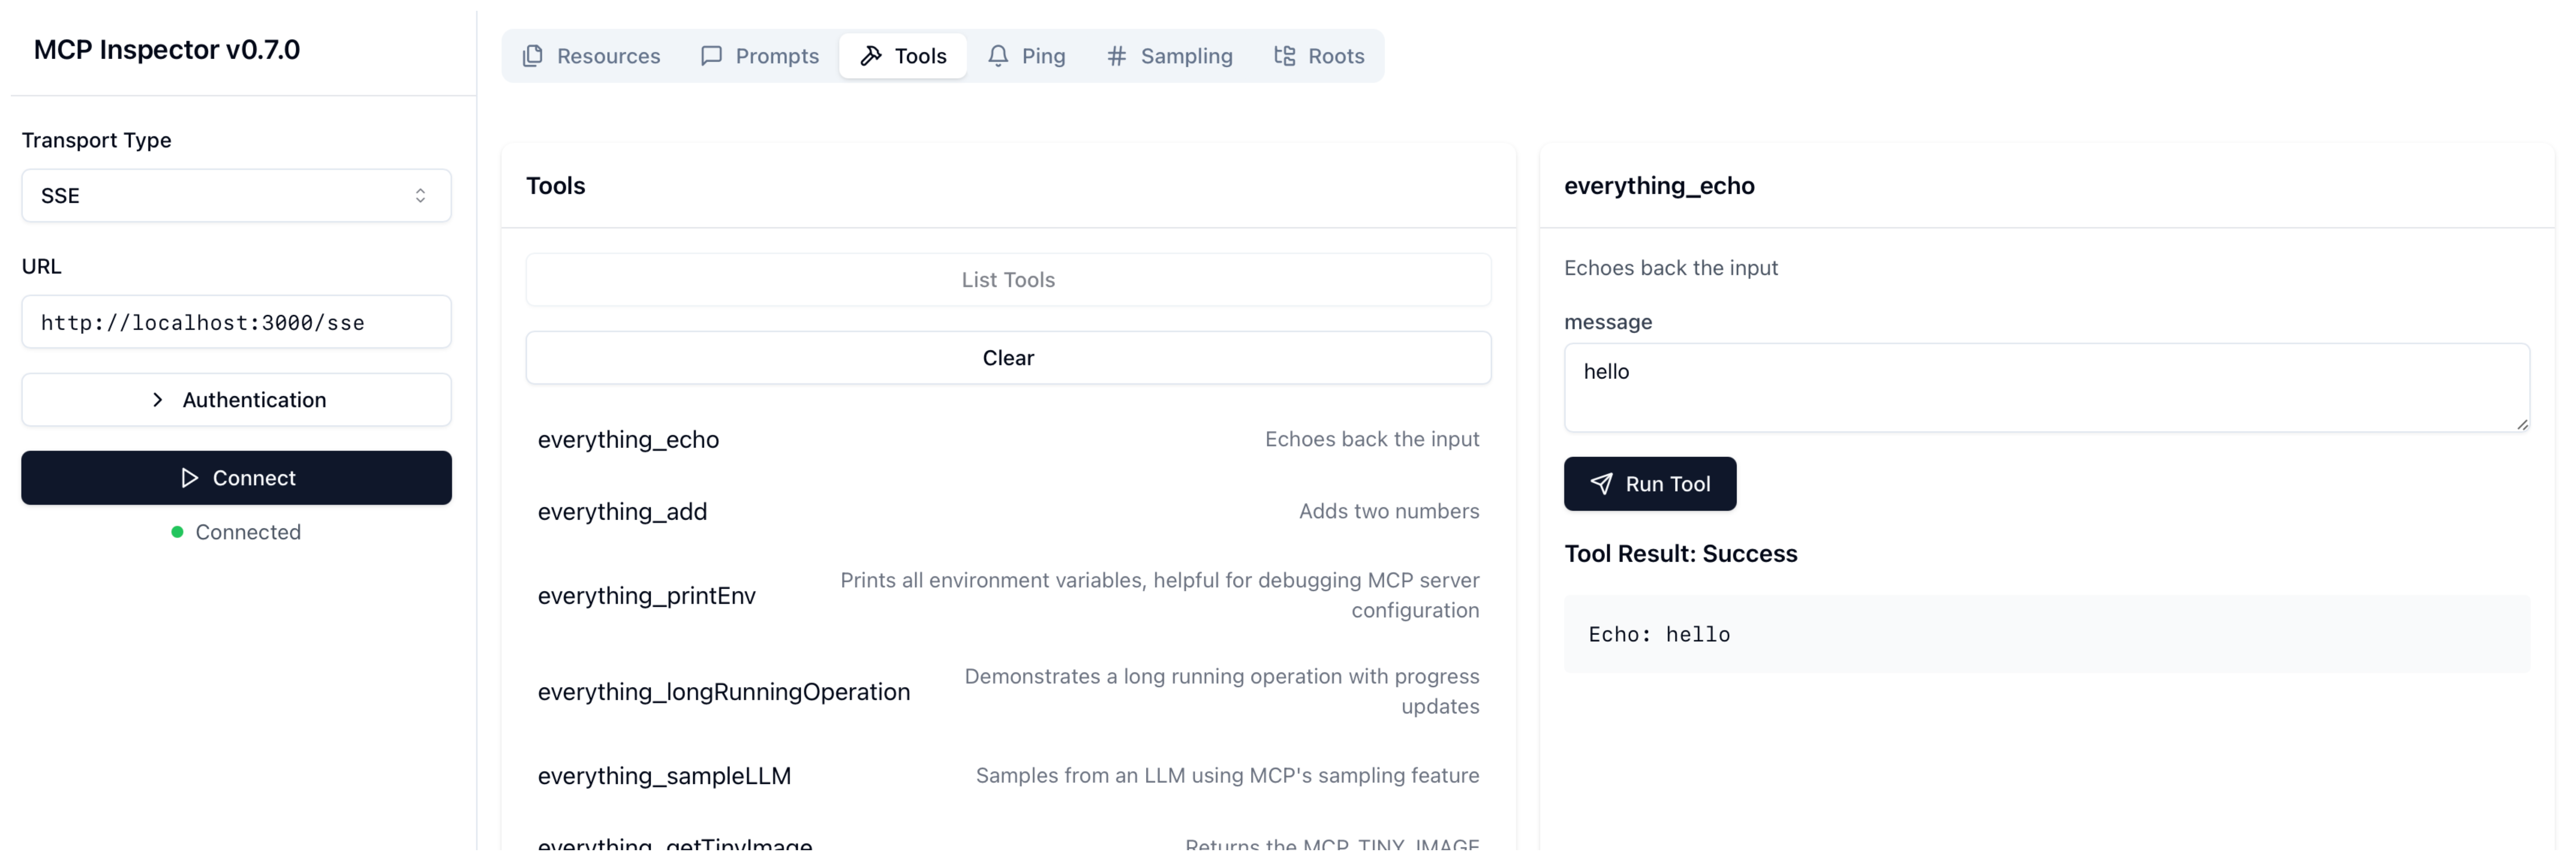 MCP Inspector v0.7.0
Transport Type
SSE
URL
http://localhost:3000/sse
Authentication
Connect
Connected
Resources
Prompts
Tools
Ping
Sampling
Roots
Tools
List Tools
Clear
everything_echo
Echoes back the input
everything_add
Adds two numbers
everything_printEnv
Prints all environment variables, helpful for debugging MCP server
configuration
everything_longRunningOperation
Demonstrates a long running operation with progress
updates
everything_sampleLLM
Samples from an LLM using MCP's sampling feature
everything_getTinyImage
Returns the MCP_TINY_IMAGE
everything_echo
Echoes back the input
message
hello
Run Tool
Tool Result: Success
Echo: hello